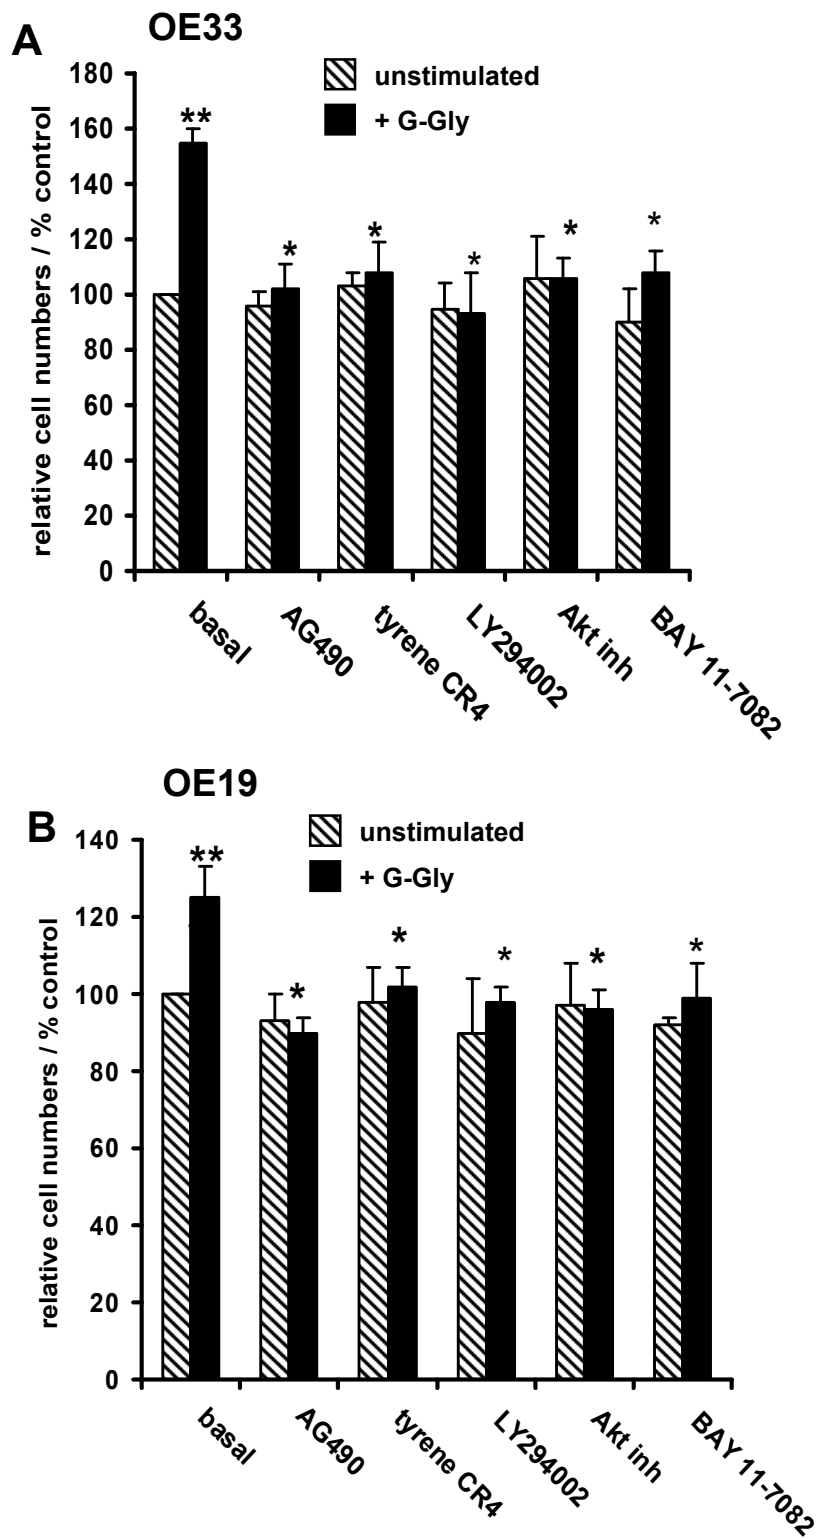 OE33
A
unstimulated
+ G-Gly
relative cell numbers / % control
180
160
140
120
100
80
60
40
20
0
**
*
*
*
*
*
basal
AG490
tyrene CR4
LY294002
Akt inh
BAY 11-7082
OE19
B
unstimulated
+ G-Gly
relative cell numbers / % control
140
120
100
80
60
40
20
0
**
*
*
*
*
*
basal
AG490
tyrene CR4
LY294002
Akt inh
BAY 11-7082